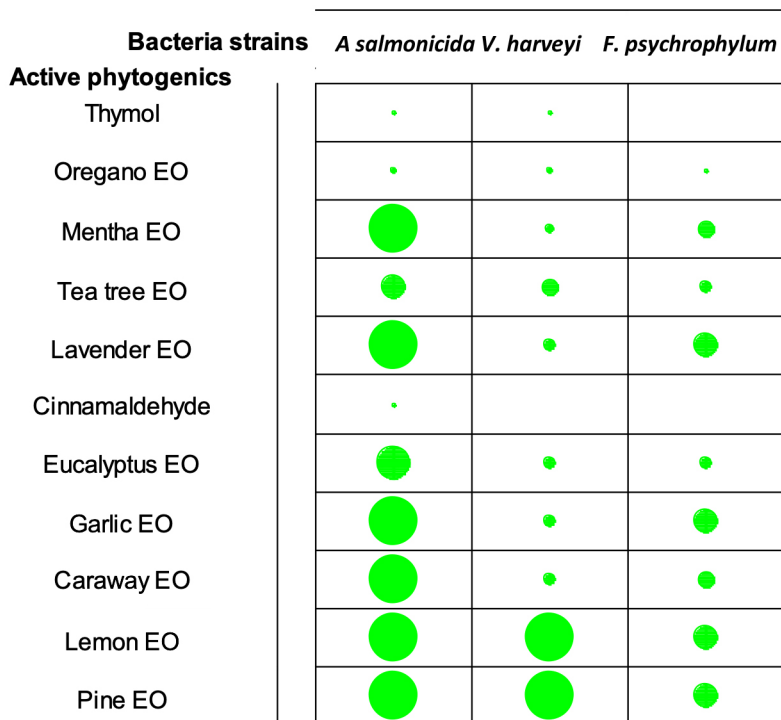 Bacteria strains A salmonicida V. harveyi F. psychrophylum
Active phytogenics
Thymol
Oregano EO
Mentha EO
Tea tree EO
Lavender EO
Cinnamaldehyde
Eucalyptus EO
Garlic EO
Caraway EO
Lemon EO
Pine EO